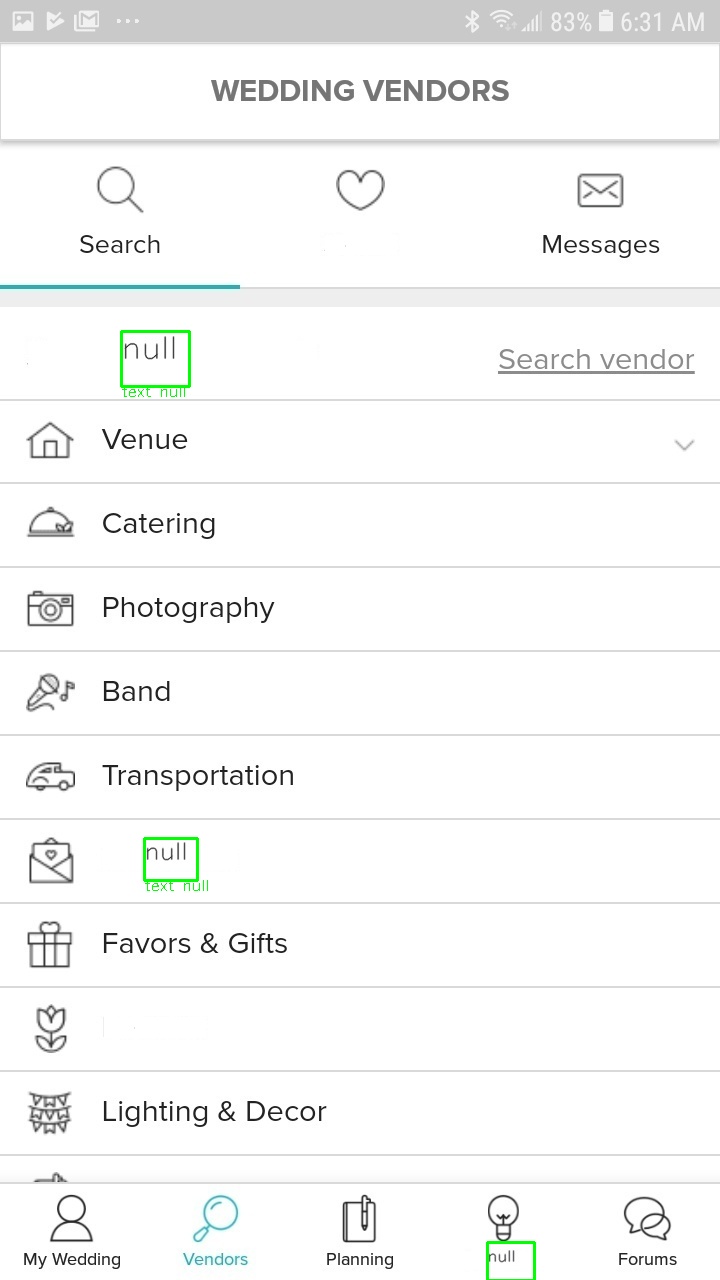 83% 6:31 AM
WEDDING VENDORS
Search
Messages
null
Search vendor
text null
Venue
Catering
Photography
Band
Transportation
null
text null
Favors & Gifts
Lighting & Decor
null
My Wedding
Vendors
Planning
Forums